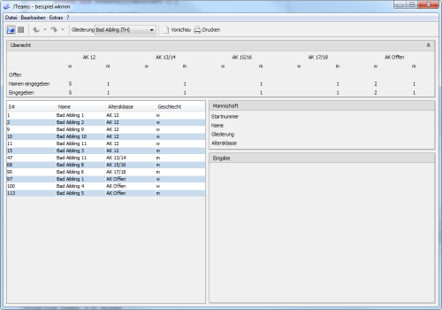 JTeams - beispiel.wkmm
Datei Bearbeiten Extras ?
Gliederung Bad Aibling (TH) Vorschau Drucken
Übersicht
AK 12 AK 13/14 AK 15/16 AK 17/18 AK Offen
w m w m w m w m w m
Offen
Namen eingegeben 5 1 1 1 1 2 1
Eingegeben 5 1 1 1 1 2 1
S# Name Altersklasse Geschlecht
1 Bad Aibling 1 AK 12 w
2 Bad Aibling 2 AK 12 w
9 Bad Aibling 9 AK 12 w
10 Bad Aibling 10 AK 12 w
11 Bad Aibling 11 AK 12 w
15 Bad Aibling 3 AK 12 m
47 Bad Aibling 11 AK 13/14 m
68 Bad Aibling 8 AK 15/16 m
90 Bad Aibling 6 AK 17/18 m
97 Bad Aibling 1 AK Offen w
100 Bad Aibling 4 AK Offen w
113 Bad Aibling 5 AK Offen m
Mannschaft
Startnummer
Name
Gliederung
Altersklasse
Eingabe